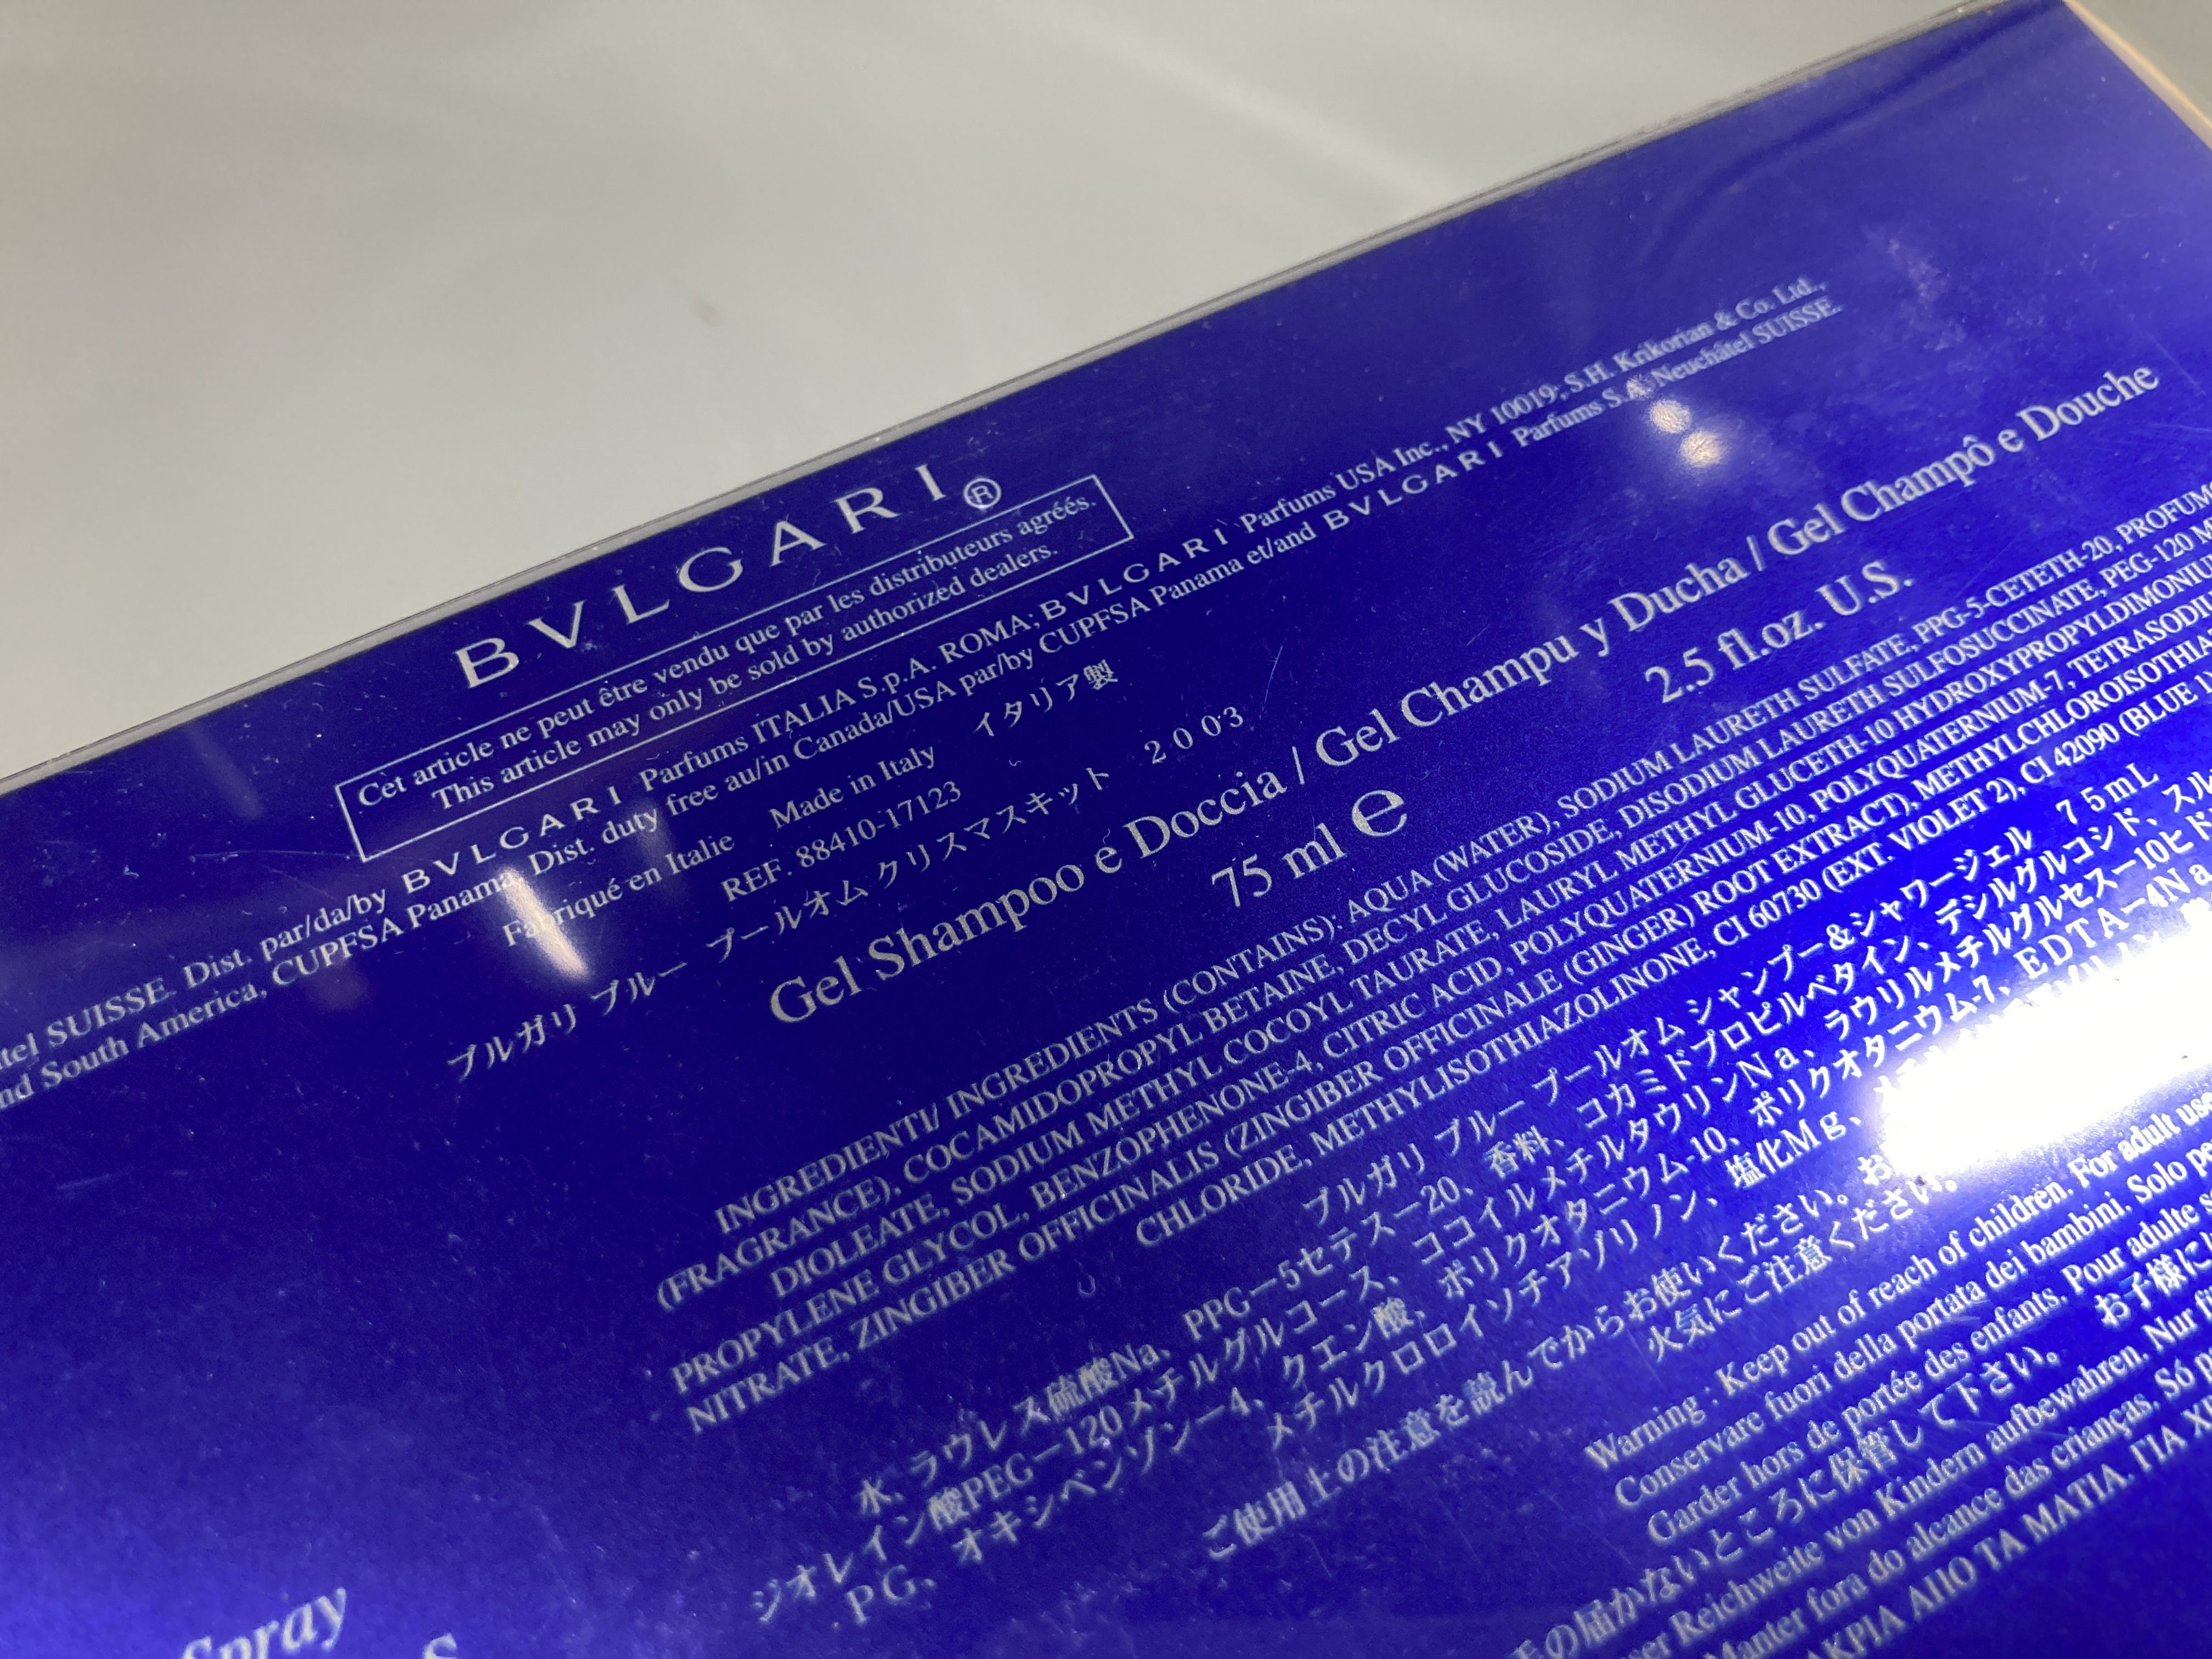 BVLGARI®
Cet article ne peut être vendu que par les distributeurs agréés.
This article may only be sold by authorized dealers.
tel SUISSE. Dist. par/da/by BVLGARI Parfums ITALIA S.p.A. ROMA; BVLGARI Parfums USA Inc., NY 10019; S.H. Krikorian & Co. Ltd.,
nd South America, CUPFSA Panama. Dist. duty free au/in Canada/USA par/by CUPFSA Panama et/and BVLGARI Parfums S.A. Neuchâtel SUISSE.
Fabriqué en Italie Made in Italy イタリア製
REF. 88410-17123
ブルガリ ブルー プールオム クリスマスキット 2003
Gel Shampoo e Doccia / Gel Champu y Ducha / Gel Champô e Douche
75 ml ℮ 2.5 fl.oz. U.S.
INGREDIENTI/ INGREDIENTS (CONTAINS): AQUA (WATER), SODIUM LAURETH SULFATE, PPG-5-CETETH-20, PROFUMO
(FRAGRANCE), COCAMIDOPROPYL BETAINE, DECYL GLUCOSIDE, DISODIUM LAURETH SULFOSUCCINATE, PEG-120 M
DIOLEATE, SODIUM METHYL COCOYL TAURATE, LAURYL METHYL GLUCETH-10 HYDROXYPROPYLDIMONIUM
PROPYLENE GLYCOL, BENZOPHENONE-4, CITRIC ACID, POLYQUATERNIUM-10, POLYQUATERNIUM-7, TETRASODI
NITRATE, ZINGIBER OFFICINALIS (ZINGIBER OFFICINALE (GINGER) ROOT EXTRACT), METHYLCHLOROISOTHIA
CHLORIDE, METHYLISOTHIAZOLINONE, CI 60730 (EXT. VIOLET 2), CI 42090 (BLUE 1
ブルガリ ブルー プールオム シャンプー&シャワージェル 75mL
水、ラウレス硫酸Na、PPG-5セテス-20、香料、コカミドプロピルベタイン、デシルグルコシド、スル
ジオレイン酸PEG-120メチルグルコース、ココイルメチルタウリンNa、ラウリルメチルグルセス-10ヒド
PG、オキシベンゾン-4、クエン酸、ポリクオタニウム-10、ポリクオタニウム-7、EDTA-4Na
メチルクロロイソチアゾリノン、塩化Mg、
ご使用上の注意を読んでからお使いください。お
火気にご注意ください。
Warning : Keep out of reach of children. For adult use
Conservare fuori della portata dei bambini. Solo pe
Garder hors de portée des enfants. Pour adulte s
お子様に
手の届かないところに保管して下さい。
ser Reichweite von Kindern aufbewahren. Nur f
Manter fora do alcance das crianças. Só
ΑΚΡΙΑ ΑΠΟ ΤΑ ΜΑΤΙΑ. ΓΙΑ
Spray